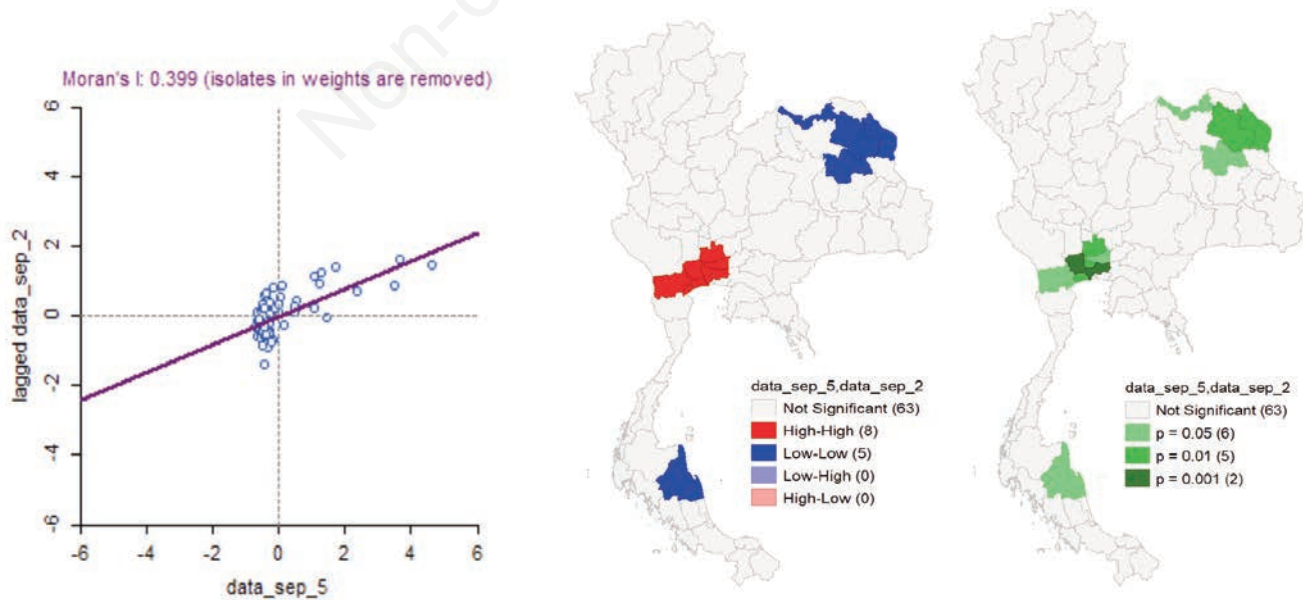 Non-c
Moran's I: 0.399 (isolates in weights are removed)
6
4
2
0
-2
-4
-6
lagged data_sep_2
-6 -4 -2 0 2 4 6
data_sep_5
data_sep_5,data_sep_2
Not Significant (63)
High-High (8)
Low-Low (5)
Low-High (0)
High-Low (0)
data_sep_5,data_sep_2
Not Significant (63)
p = 0.05 (6)
p = 0.01 (5)
p = 0.001 (2)